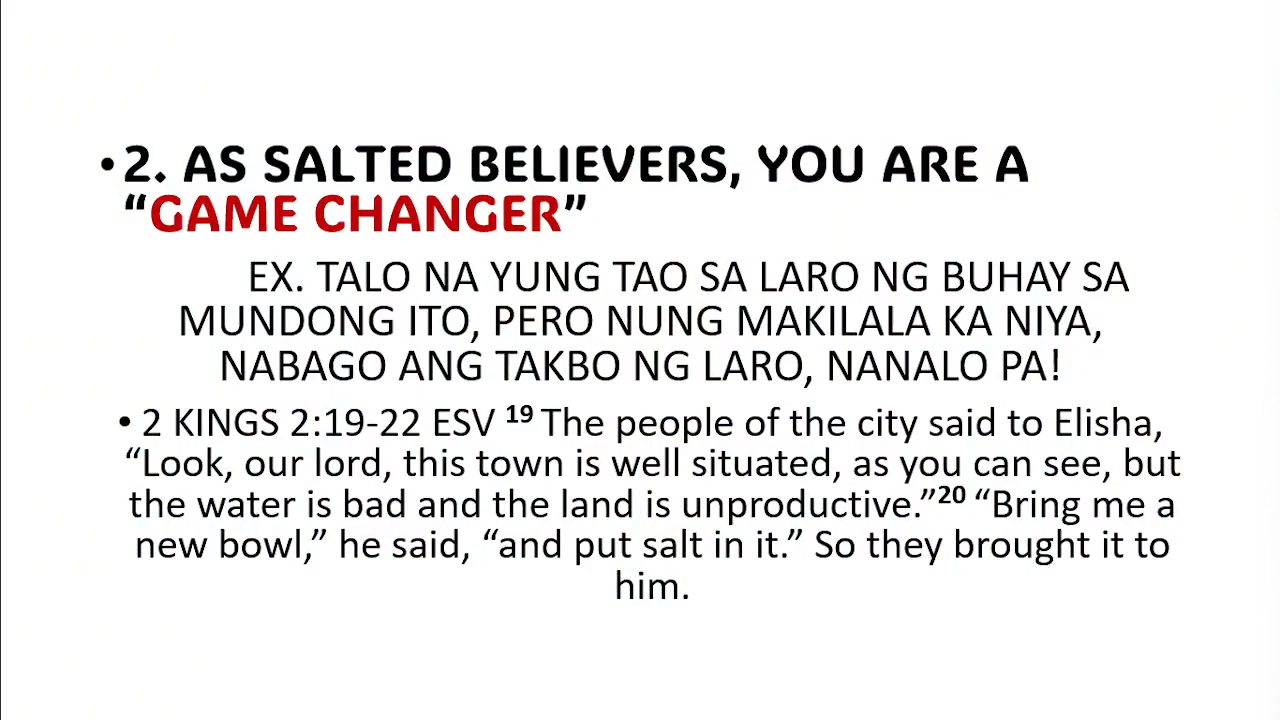 • 2. AS SALTED BELIEVERS, YOU ARE A
“GAME CHANGER”
EX. TALO NA YUNG TAO SA LARO NG BUHAY SA
MUNDONG ITO, PERO NUNG MAKILALA KA NIYA,
NABAGO ANG TAKBO NG LARO, NANALO PA!
• 2 KINGS 2:19-22 ESV ¹⁹ The people of the city said to Elisha,
“Look, our lord, this town is well situated, as you can see, but
the water is bad and the land is unproductive.”²⁰ “Bring me a
new bowl,” he said, “and put salt in it.” So they brought it to
him.